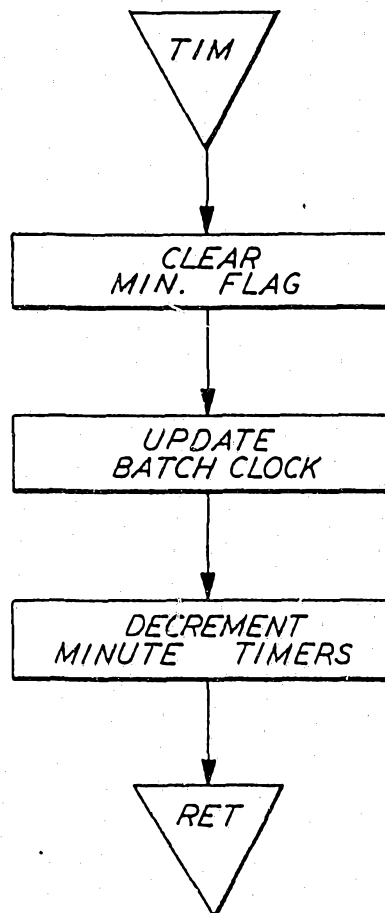 TIM
CLEAR
MIN. FLAG
UPDATE
BATCH CLOCK
DECREMENT
MINUTE TIMERS
RET